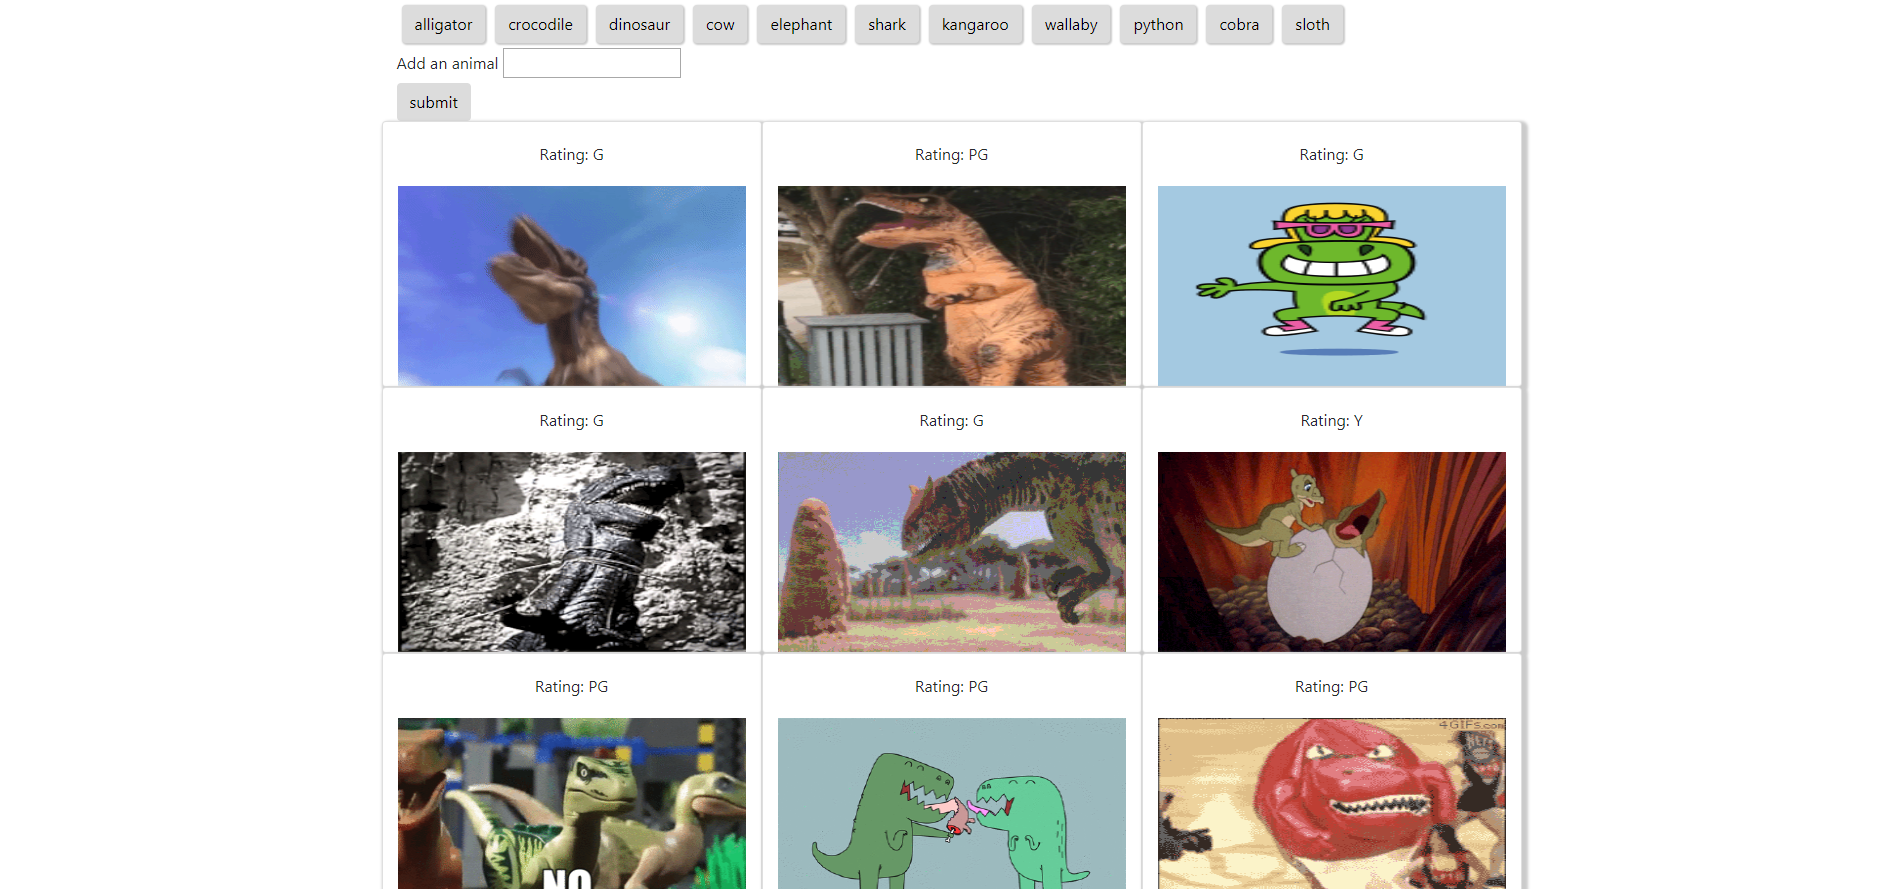 alligator crocodile dinosaur cow elephant shark kangaroo wallaby python cobra sloth
Add an animal
submit
Rating: G Rating: PG Rating: G
Rating: G Rating: G Rating: Y
Rating: PG Rating: PG Rating: PG
4GIFs.com
NETS
NO